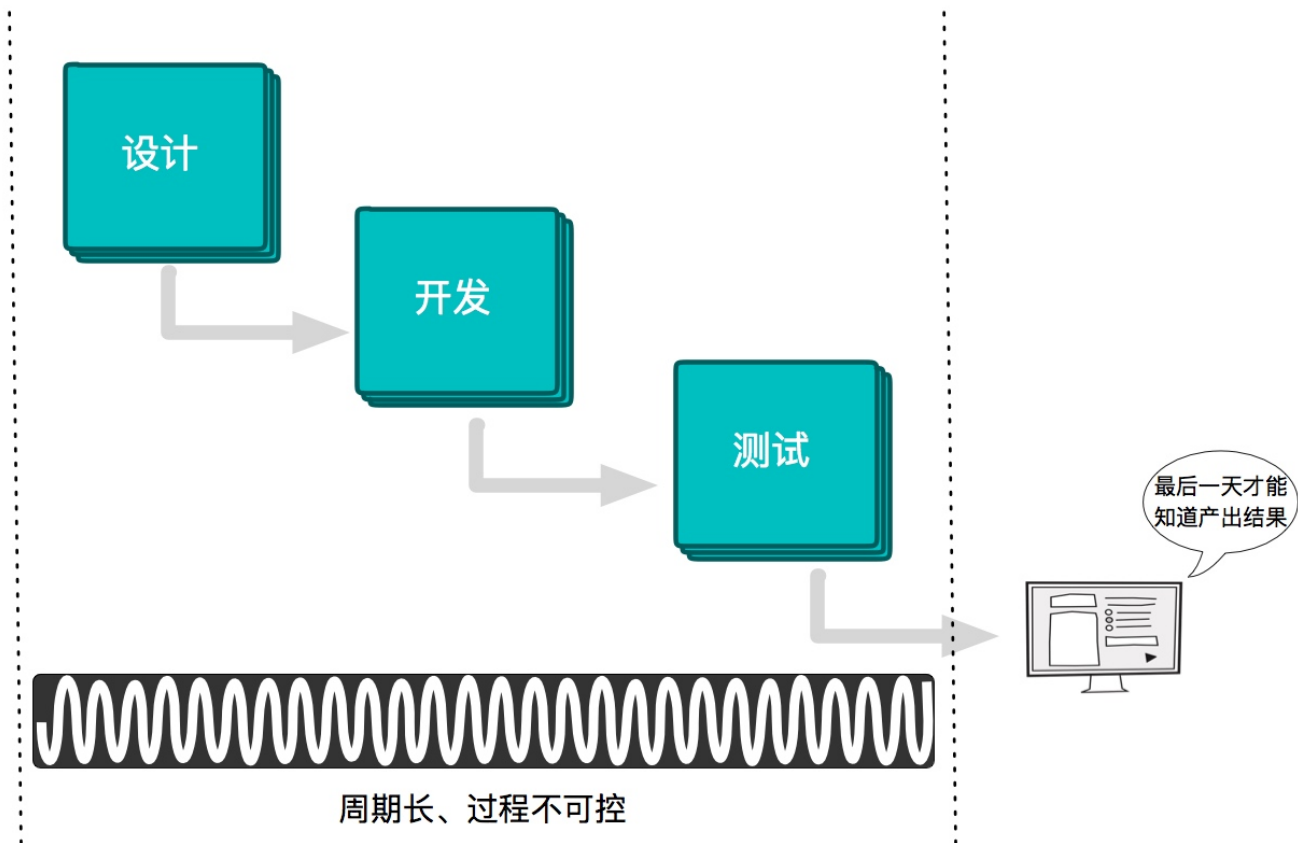 设计
开发
测试
最后一天才能
知道产出结果
周期长、过程不可控